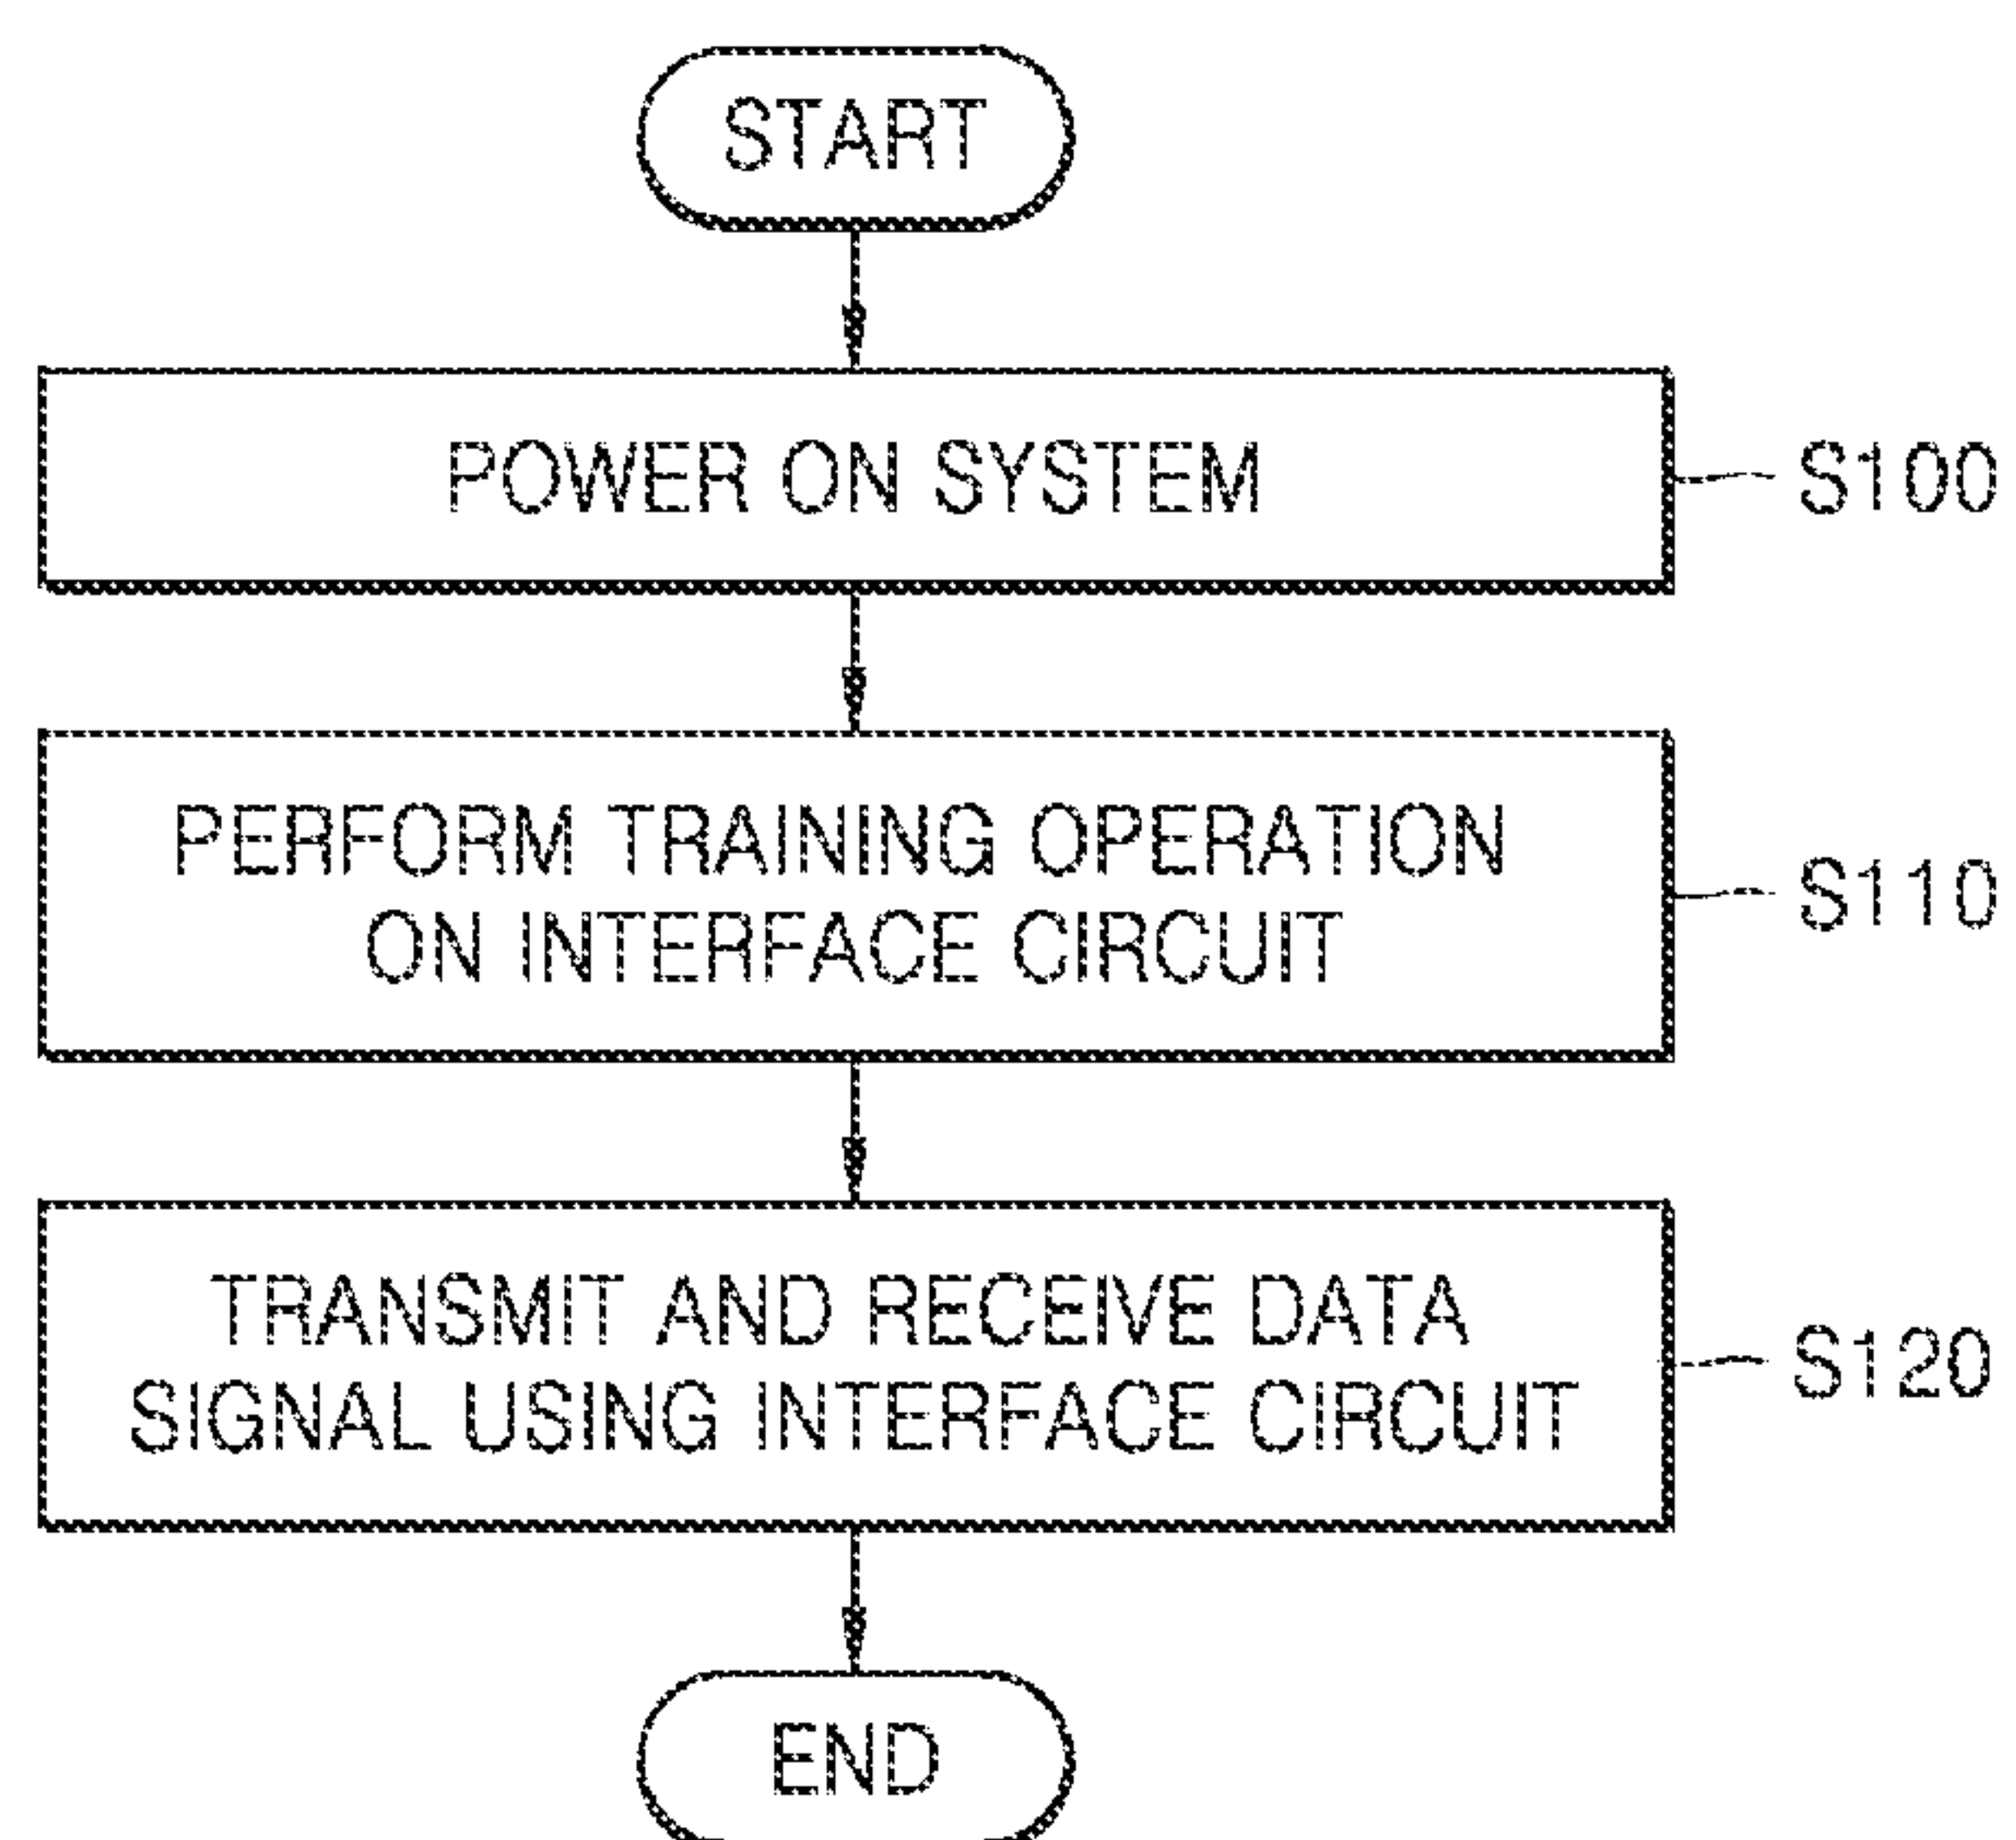 START
POWER ON SYSTEM
S100
PERFORM TRAINING OPERATION
ON INTERFACE CIRCUIT
S110
TRANSMIT AND RECEIVE DATA
SIGNAL USING INTERFACE CIRCUIT
S120
END